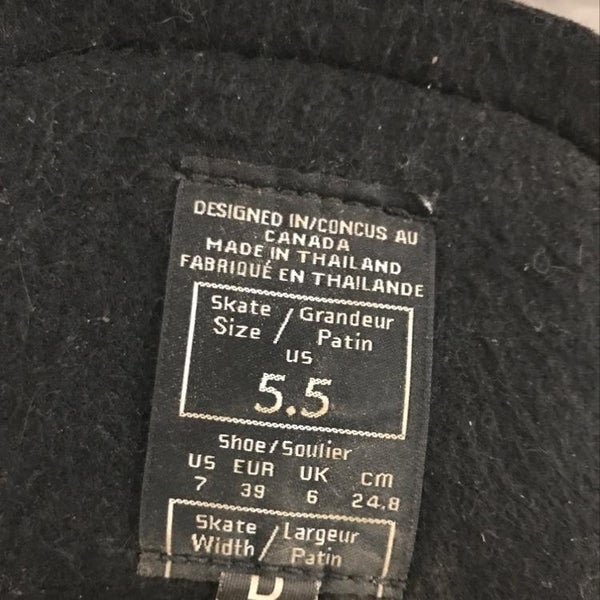 DESIGNED IN/CONCUS AU
CANADA
MADE IN THAILAND
FABRIQUÉ EN THAILANDE
Skate / Grandeur
Size / Patin
US
5.5
Shoe/Soulier
US EUR UK cm
7 39 6 24.8
Skate / Largeur
Width / Patin